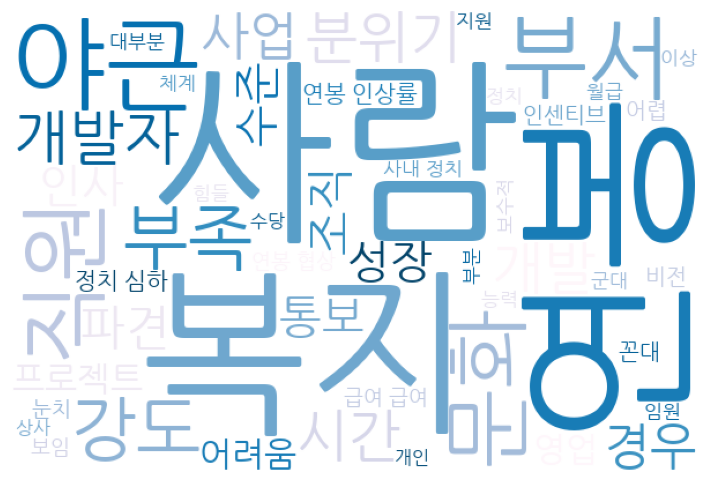 지원
사업
분위기
부서
야근
대부분
이상
체계
수준
연봉 인상률
정치
월급
사람
개발자
인센티브
어렵
연봉
사내 정치
인사
힘들
조직
보수적
직원
부족
수당
성장
연봉 협상
부분
개발
정치 심하
군대
비전
복지
파견
통보
문화
능력
꼰대
프로젝트
급여 급여
눈치
강도
시간
임원
상사
보임
어려움
개인
영업
경우